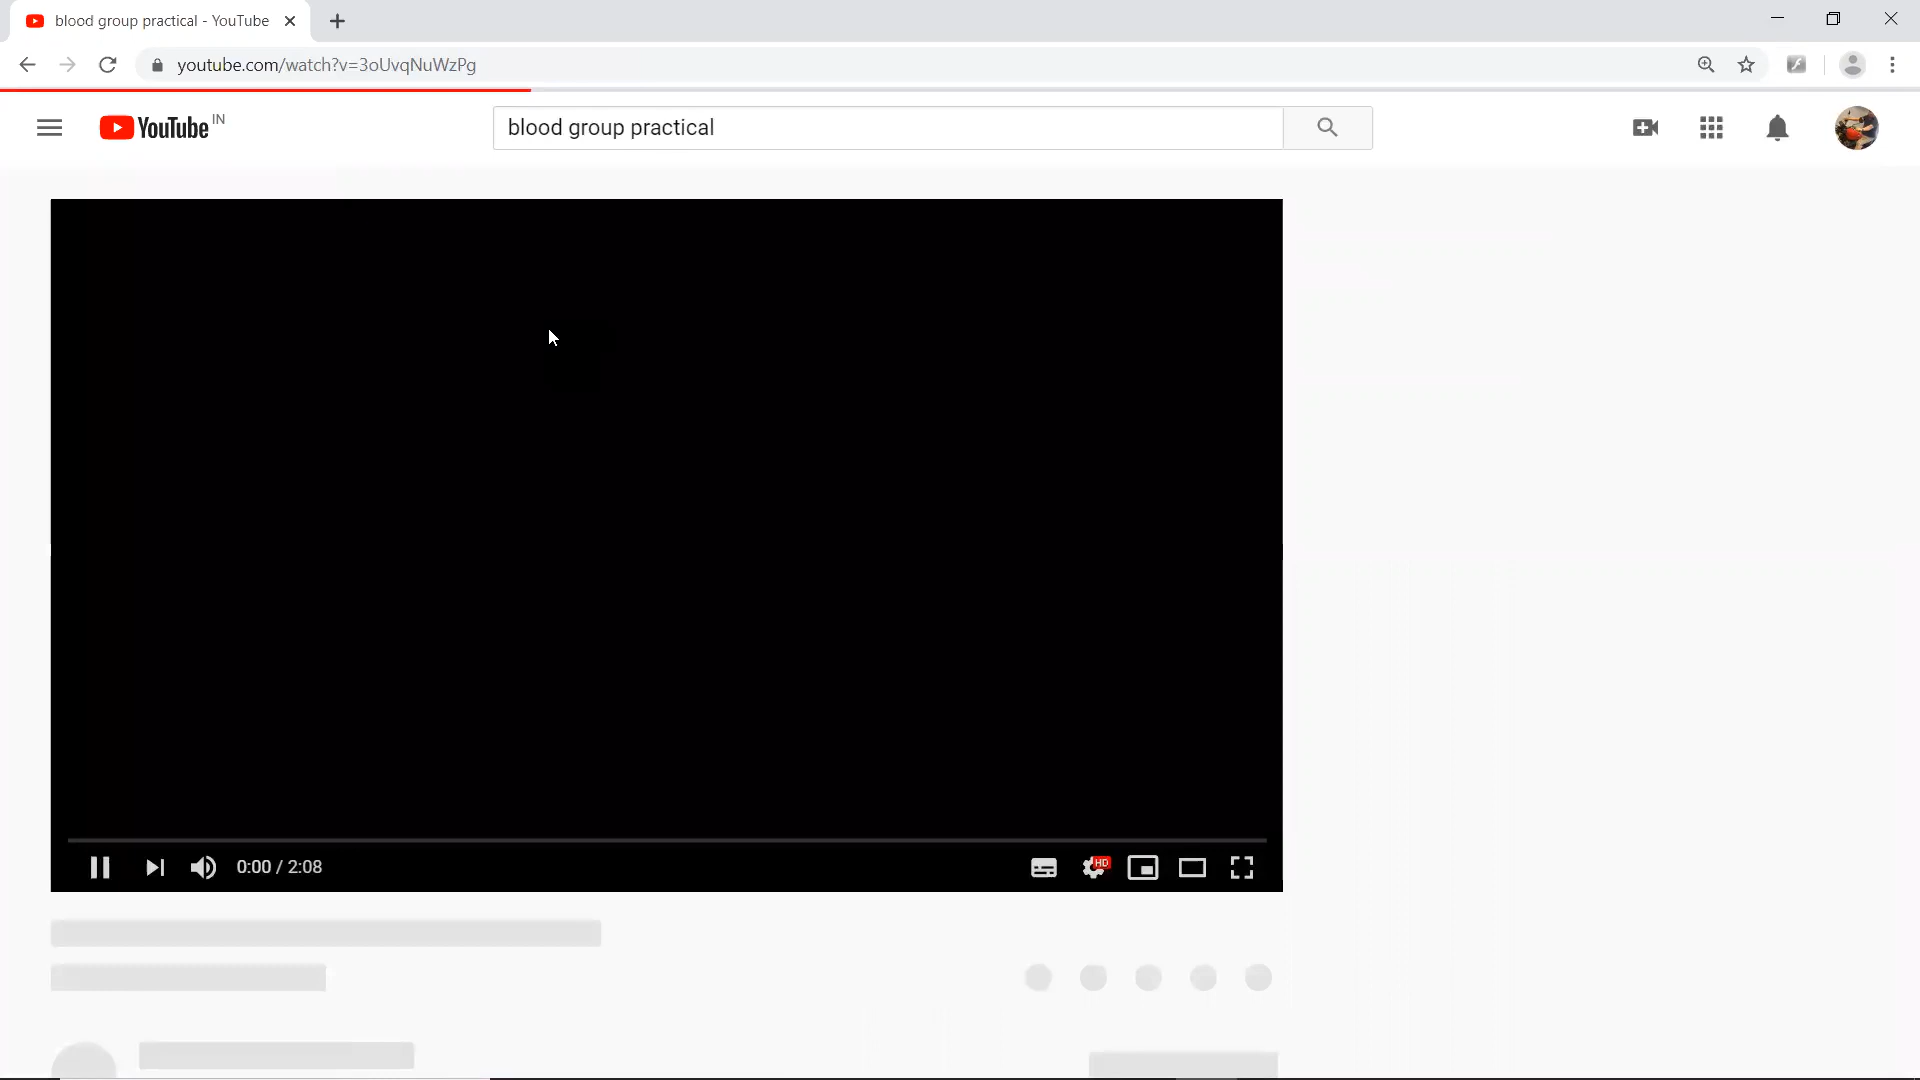 blood group practical - YouTube
youtube.com/watch?v=3oUvqNuWzPg
YouTube IN
blood group practical
0:00 / 2:08
HD